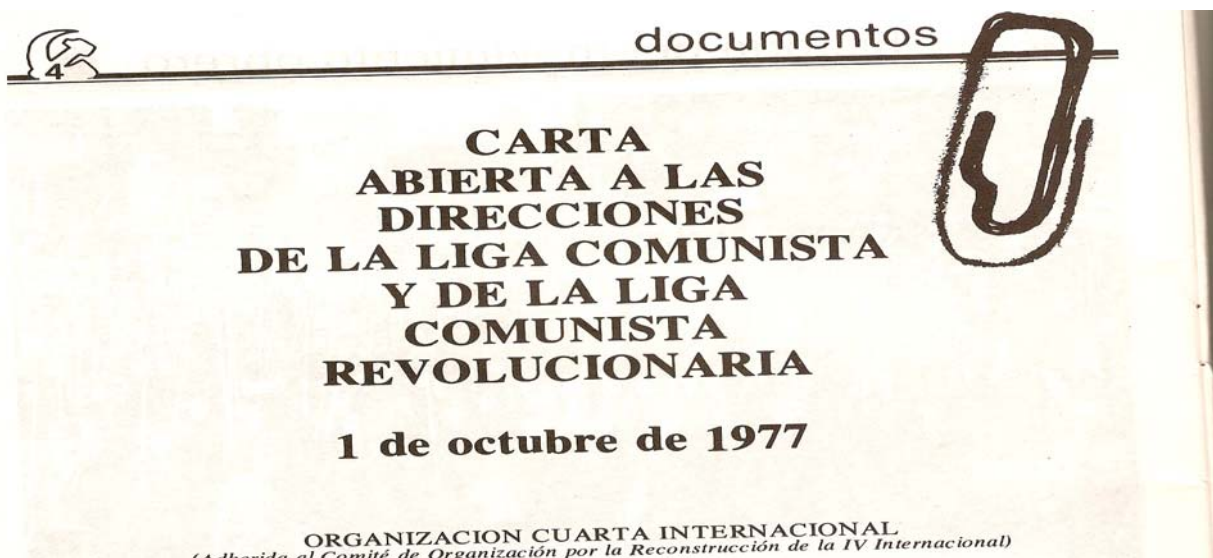 4
documentos
CARTA
ABIERTA A LAS
DIRECCIONES
DE LA LIGA COMUNISTA
Y DE LA LIGA
COMUNISTA
REVOLUCIONARIA
1 de octubre de 1977
ORGANIZACION CUARTA INTERNACIONAL
(Adherida al Comité de Organización por la Reconstrucción de la IV Internacional)